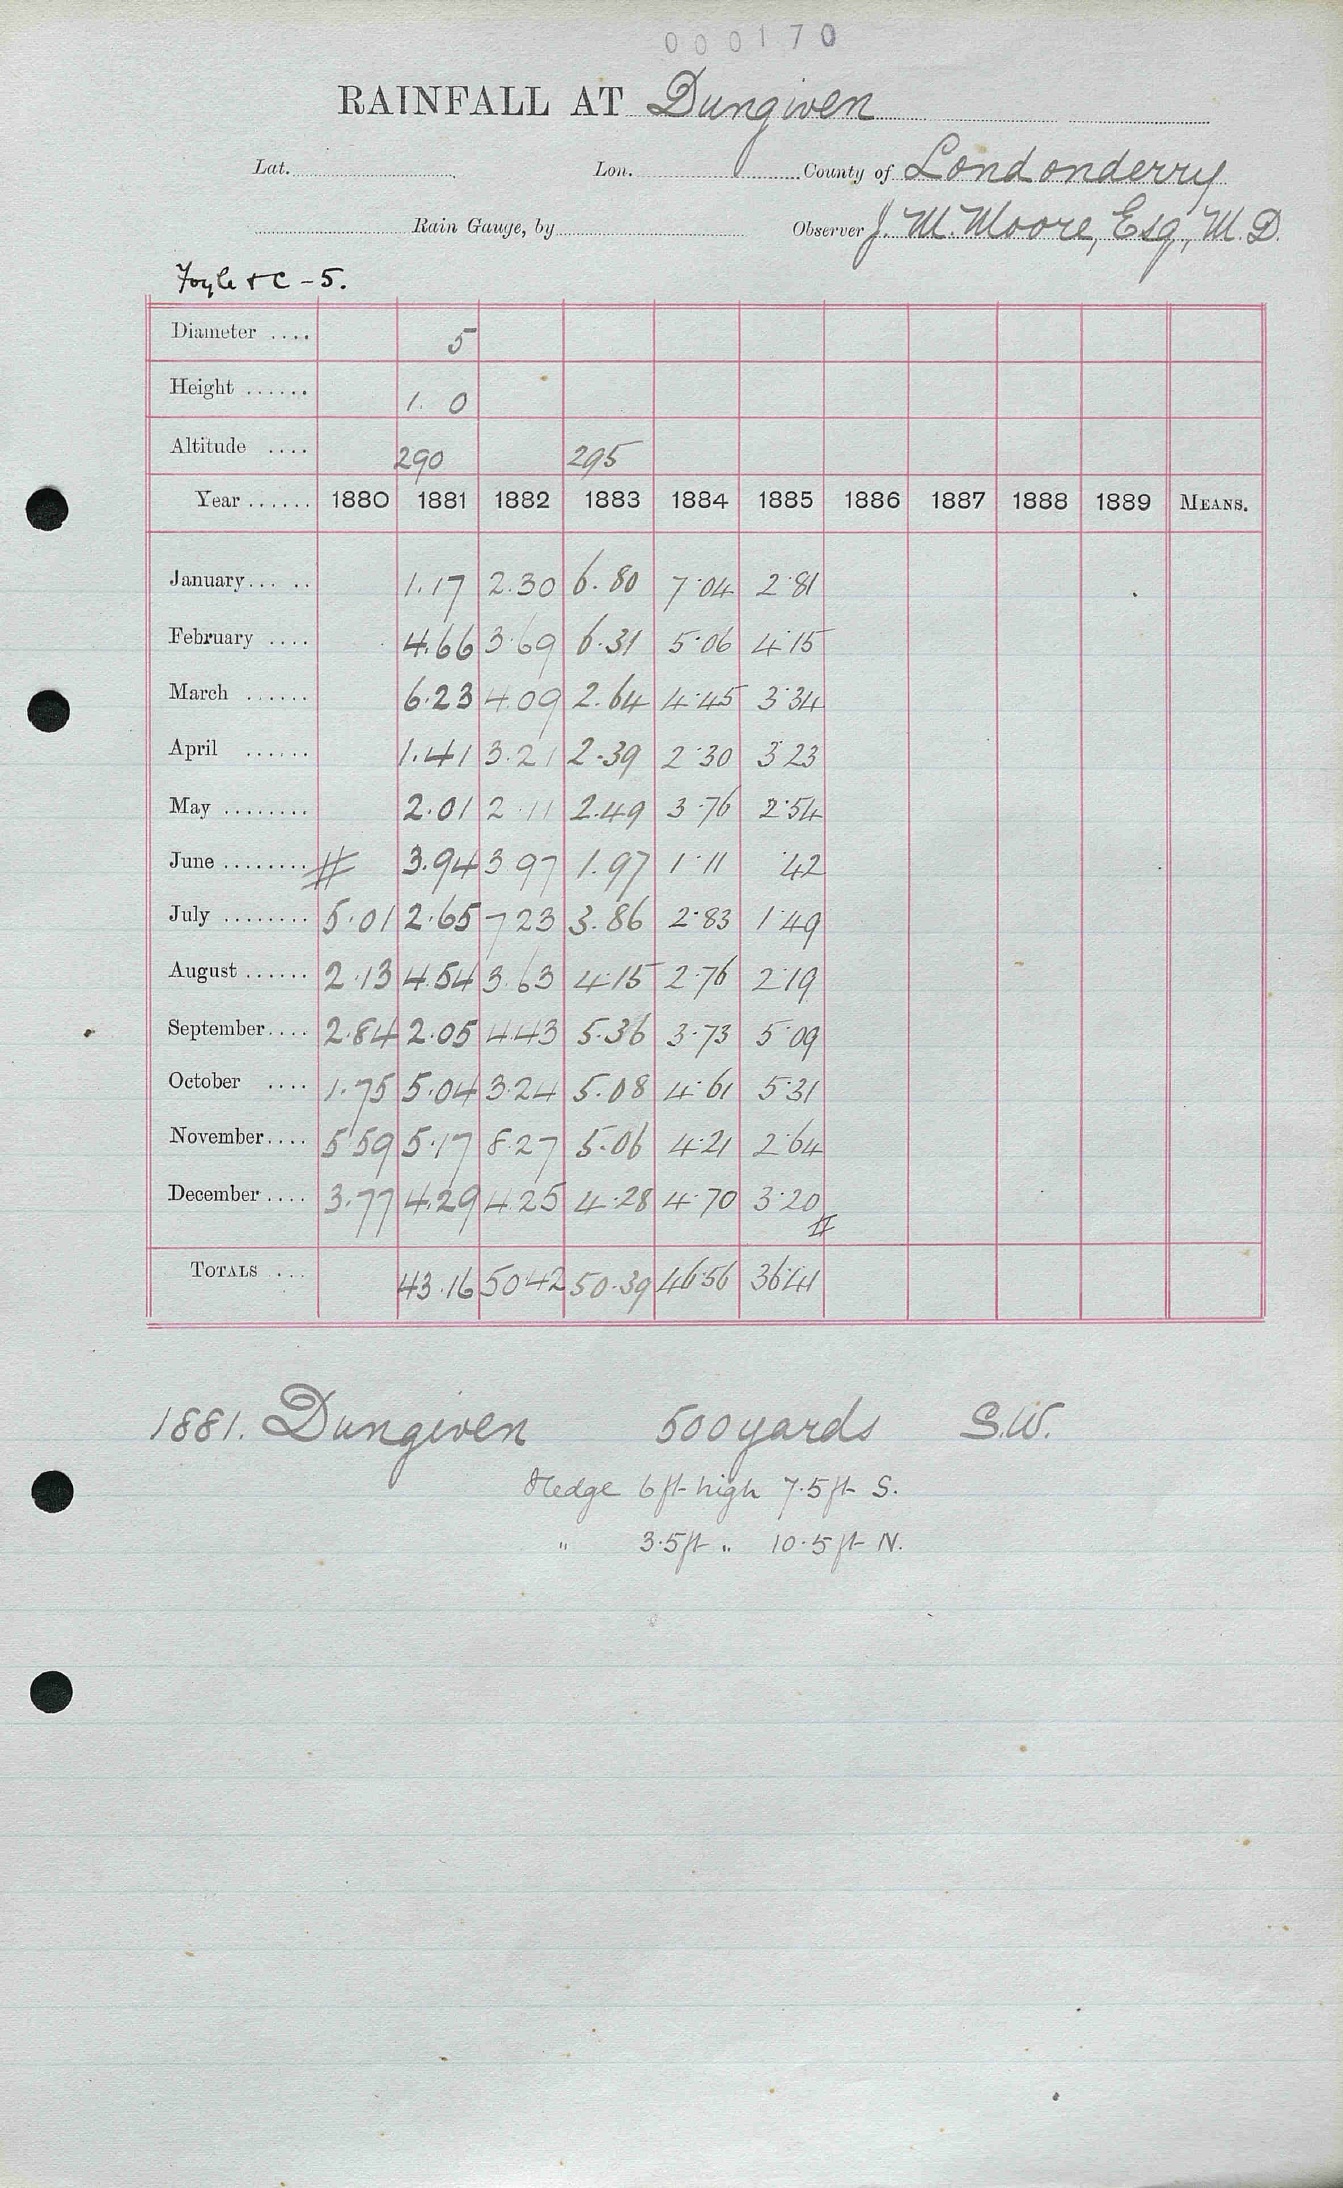 000170
RAINFALL AT Dungiven
Lat. Lon. County of Londonderry
Rain Gauge, by Observer J. M. Moore, Esq, M.D.
Foyle & C - 5.
Diameter .... 5
Height ...... 1. 0
Altitude .... 290 295
Year ...... 1880 1881 1882 1883 1884 1885 1886 1887 1888 1889 MEANS.
January... .. 1.17 2.30 6.80 7.04 2.81
February .... 4.66 3.69 6.31 5.06 4.15
March ...... 6.23 4.09 2.64 4.45 3.34
April ...... 1.41 3.21 2.39 2.30 3.23
May ........ 2.01 2.11 2.49 3.76 2.54
June ........ # 3.94 3.97 1.97 1.11 .42
July ........ 5.01 2.65 7.23 3.86 2.83 1.49
August ...... 2.13 4.54 3.63 4.15 2.76 2.19
September.... 2.84 2.05 4.43 5.36 3.73 5.09
October .... 1.75 5.04 3.24 5.08 4.61 5.31
November.... 5.59 5.17 8.27 5.06 4.21 2.64
December .... 3.77 4.29 4.25 4.28 4.70 3.20 #
TOTALS ... 43.16 50.42 50.39 46.56 36.41
1881. Dungiven 500 yards S.W.
Hedge 6 ft high 7.5 ft S.
" 3.5 ft " 10.5 ft N.